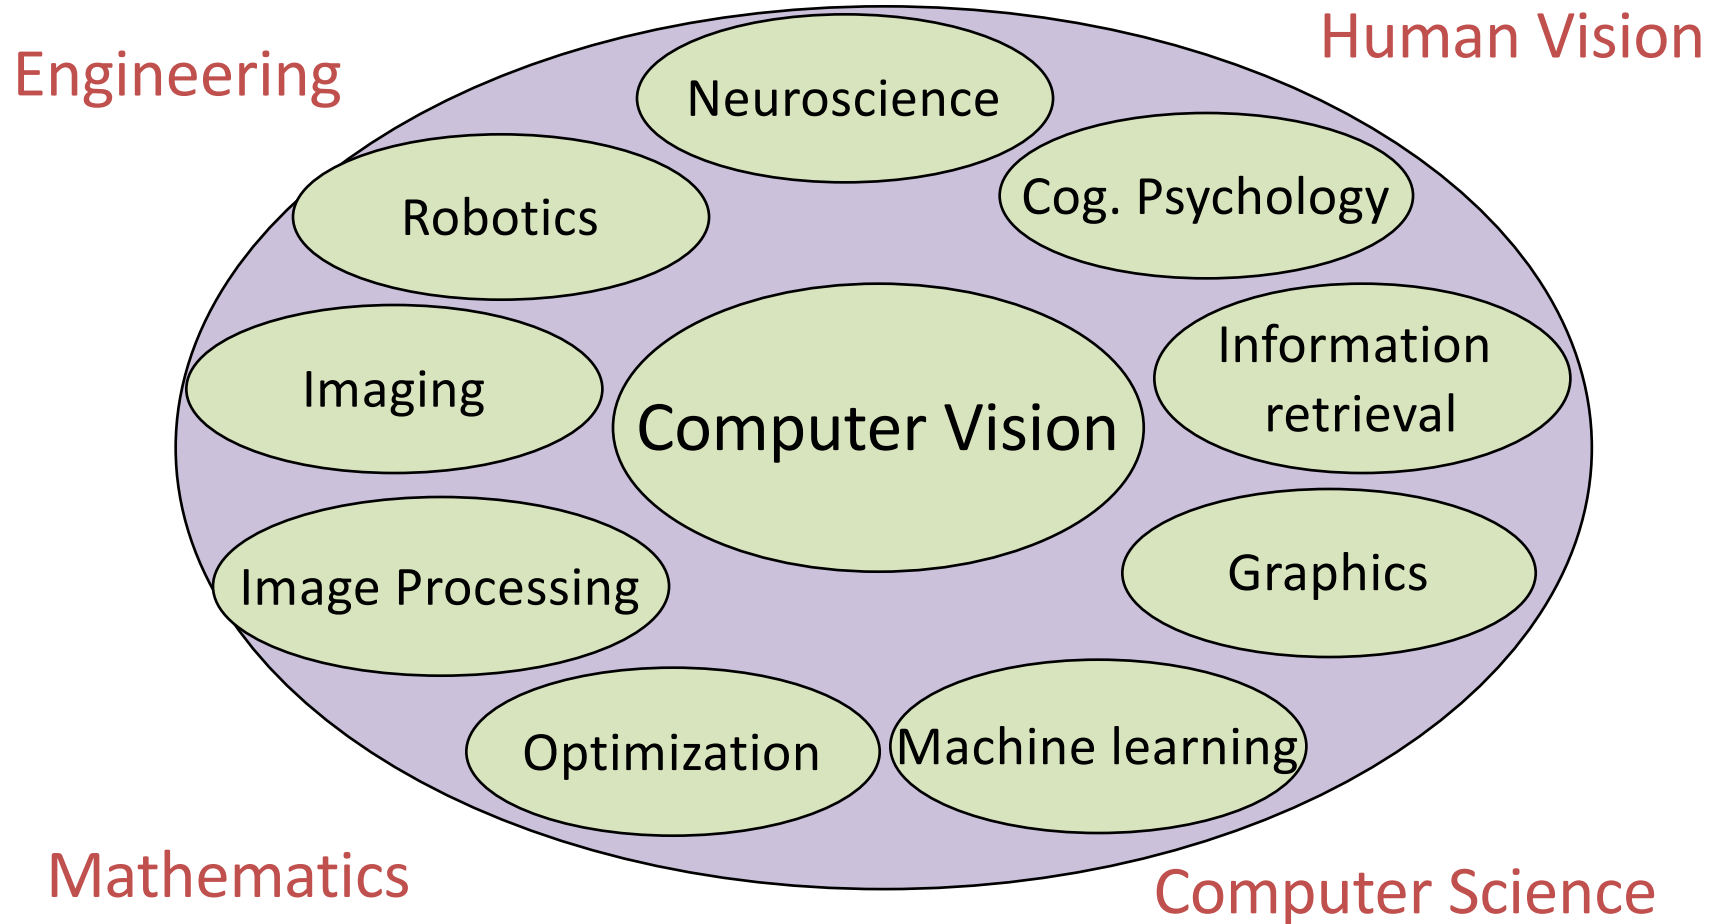 Engineering
Human Vision
Neuroscience
Cog. Psychology
Robotics
Information
retrieval
Imaging
Computer Vision
Graphics
Image Processing
Optimization
Machine learning
Mathematics
Computer Science